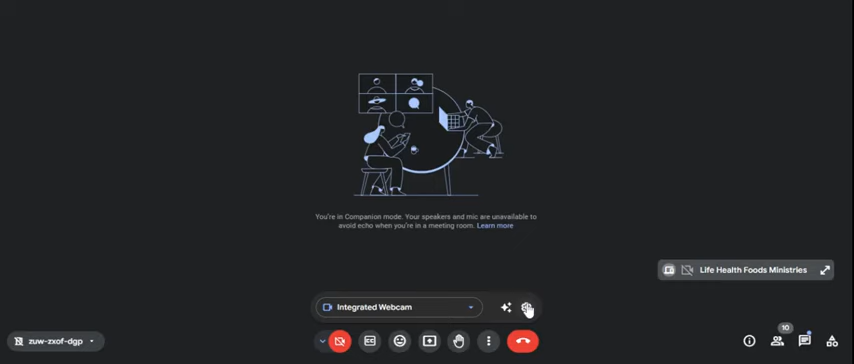 You're in Companion mode. Your speakers and mic are unavailable to
avoid echo when you're in a meeting room. Learn more
Life Health Foods Ministries
Integrated Webcam
10
zuw-zxof-dgp
CC